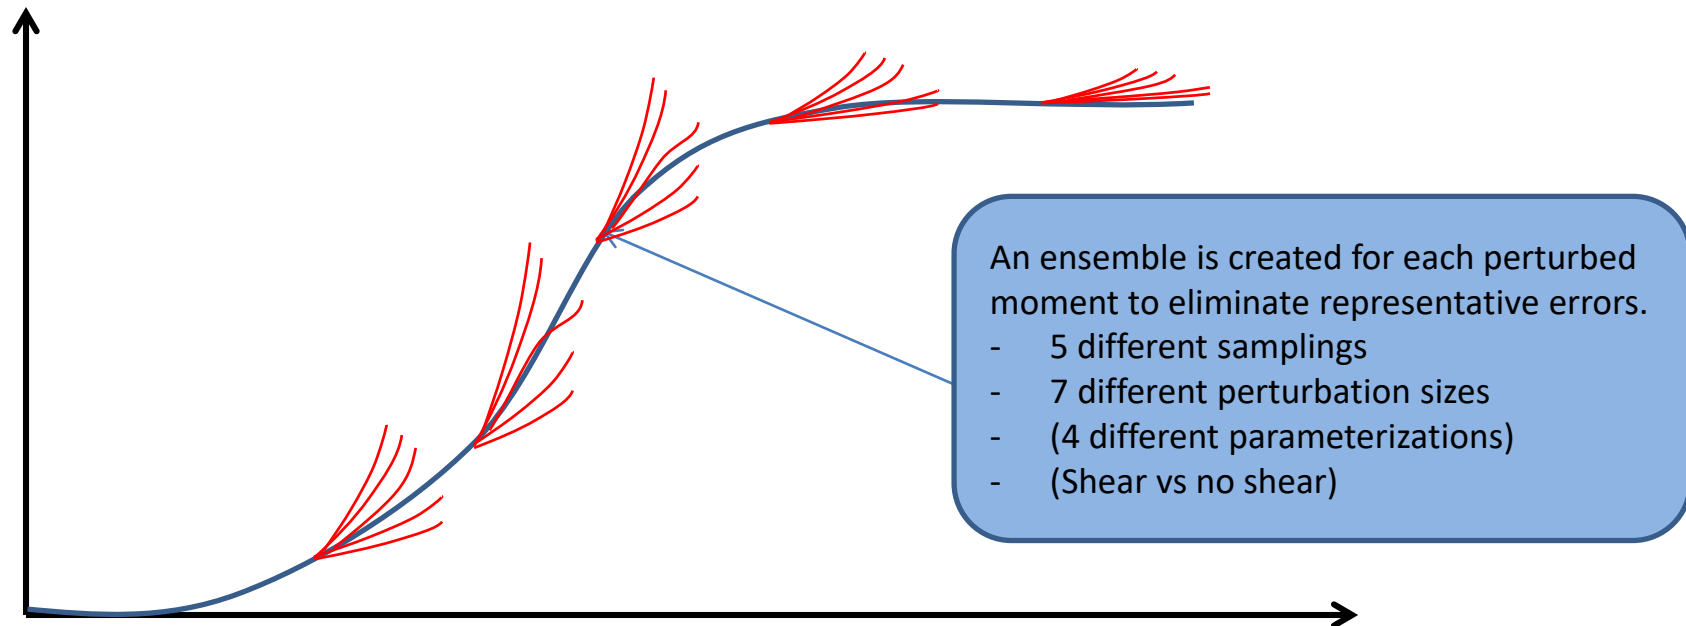 An ensemble is created for each perturbed
moment to eliminate representative errors.
- 5 different samplings
- 7 different perturbation sizes
- (4 different parameterizations)
- (Shear vs no shear)